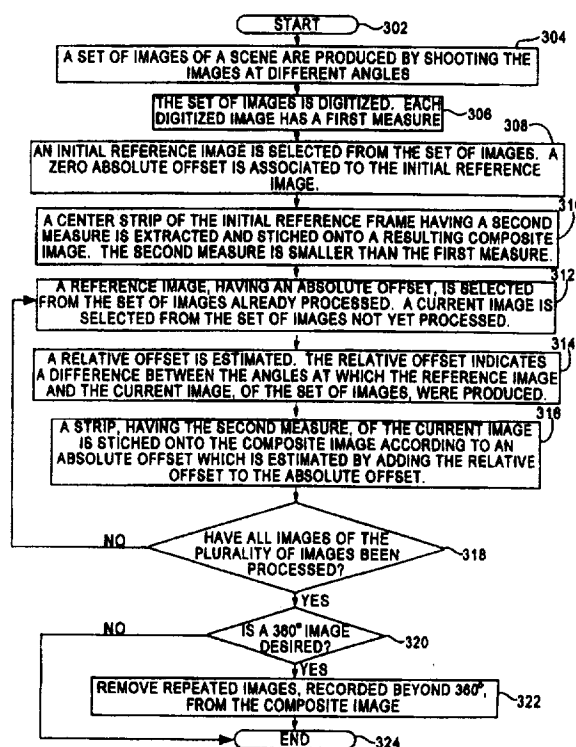 START
302
304
A SET OF IMAGES OF A SCENE ARE PRODUCED BY SHOOTING THE
IMAGES AT DIFFERENT ANGLES
THE SET OF IMAGES IS DIGITIZED. EACH
DIGITIZED IMAGE HAS A FIRST MEASURE
306
308
AN INITIAL REFERENCE IMAGE IS SELECTED FROM THE SET OF IMAGES. A
ZERO ABSOLUTE OFFSET IS ASSOCIATED TO THE INITIAL REFERENCE
IMAGE.
310
A CENTER STRIP OF THE INITIAL REFERENCE FRAME HAVING A SECOND
MEASURE IS EXTRACTED AND STICHED ONTO A RESULTING COMPOSITE
IMAGE. THE SECOND MEASURE IS SMALLER THAN THE FIRST MEASURE.
312
A REFERENCE IMAGE, HAVING AN ABSOLUTE OFFSET, IS SELECTED
FROM THE SET OF IMAGES ALREADY PROCESSED. A CURRENT IMAGE IS
SELECTED FROM THE SET OF IMAGES NOT YET PROCESSED.
314
A RELATIVE OFFSET IS ESTIMATED. THE RELATIVE OFFSET INDICATES
A DIFFERENCE BETWEEN THE ANGLES AT WHICH THE REFERENCE IMAGE
AND THE CURRENT IMAGE, OF THE SET OF IMAGES, WERE PRODUCED.
316
A STRIP, HAVING THE SECOND MEASURE, OF THE CURRENT IMAGE
IS STICHED ONTO THE COMPOSITE IMAGE ACCORDING TO AN
ABSOLUTE OFFSET WHICH IS ESTIMATED BY ADDING THE RELATIVE
OFFSET TO THE ABSOLUTE OFFSET.
NO
HAVE ALL IMAGES OF THE
PLURALITY OF IMAGES BEEN
PROCESSED?
318
YES
NO
IS A 360° IMAGE
DESIRED?
320
YES
REMOVE REPEATED IMAGES, RECORDED BEYOND 360°,
FROM THE COMPOSITE IMAGE
322
END
324